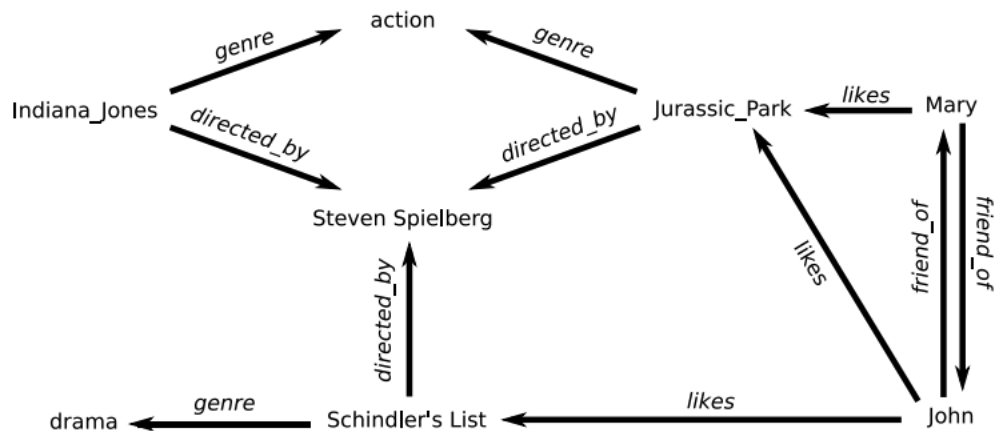 action
genre
genre
Indiana_Jones
Jurassic_Park
likes
Mary
directed_by
directed_by
Steven Spielberg
likes
friend_of
friend_of
directed_by
drama
genre
Schindler's List
likes
John